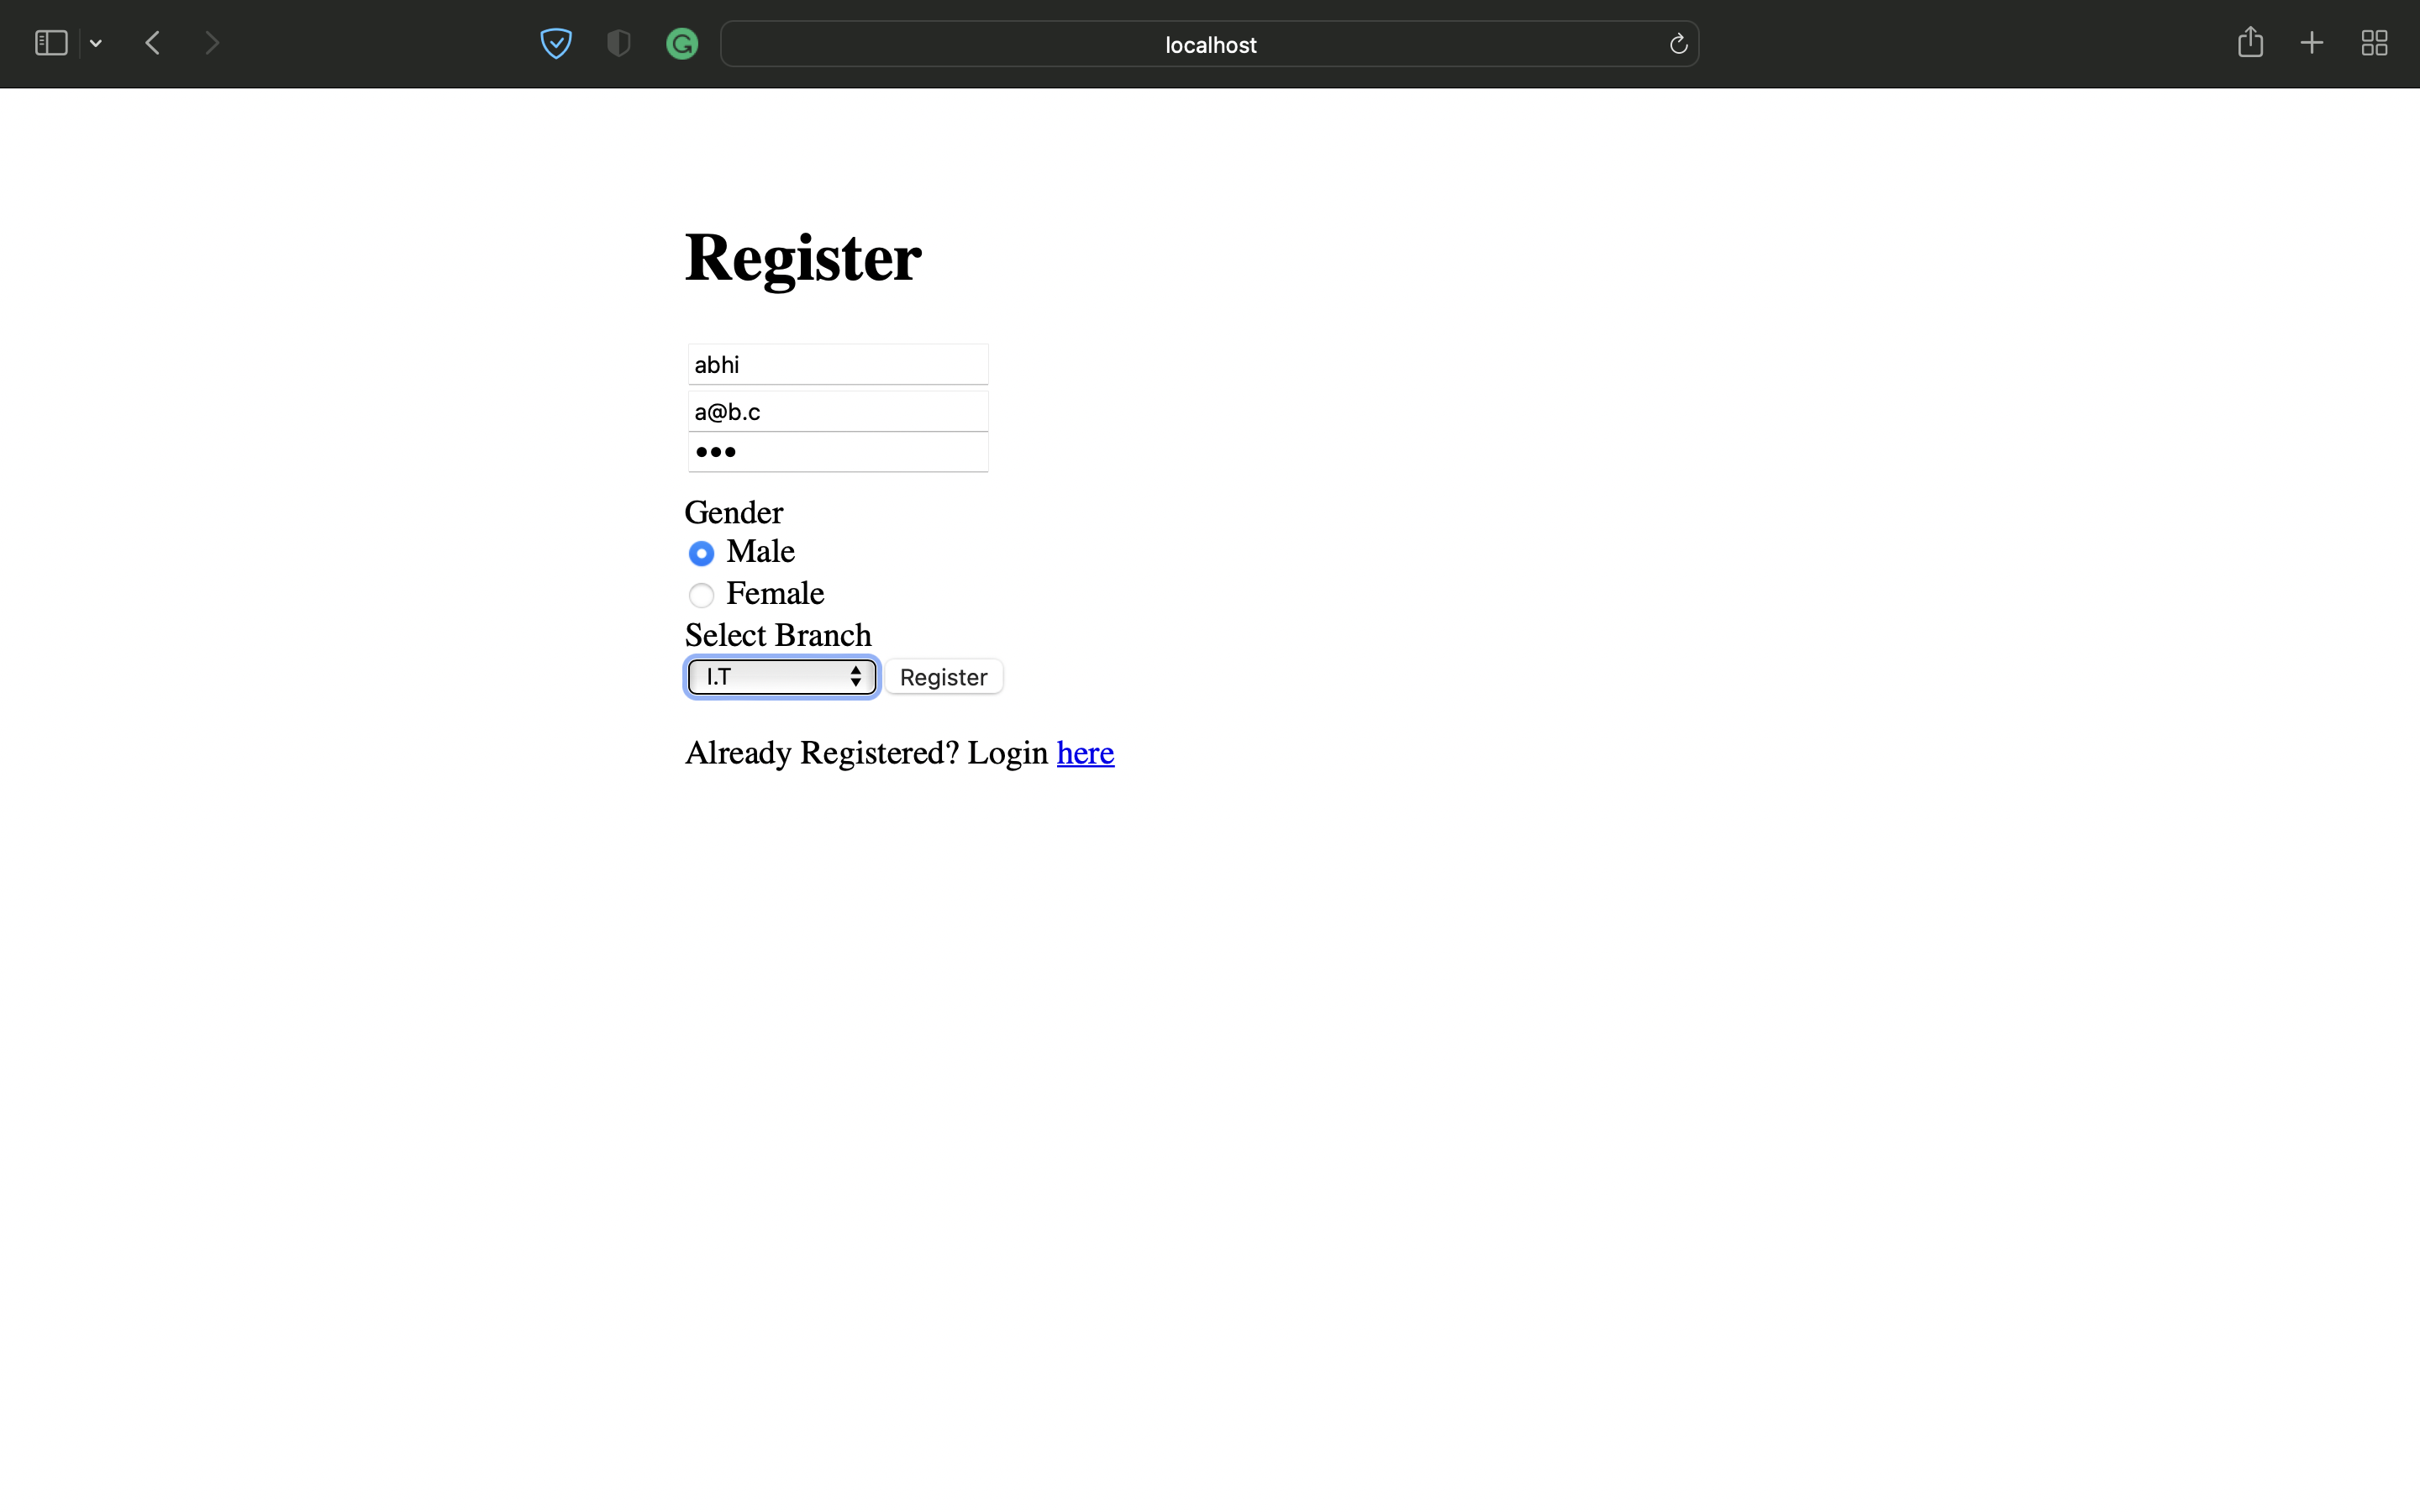 localhost
Register
abhi
a@b.c
•••
Gender
Male
Female
Select Branch
I.T Register
Already Registered? Login here